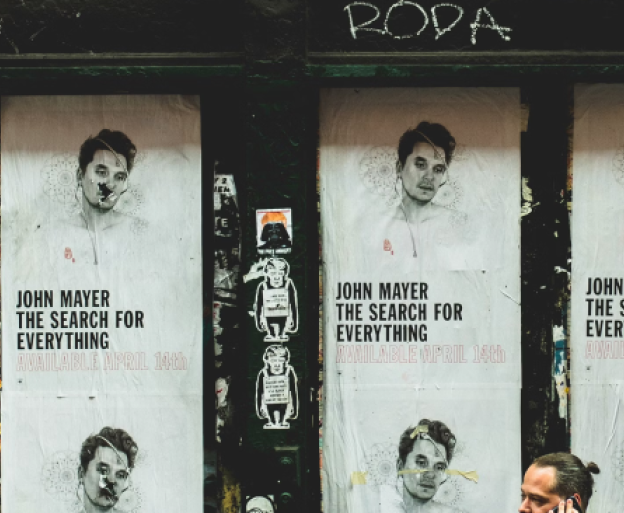 RODA
JOHN MAYER
THE SEARCH FOR
EVERYTHING
AVAILABLE APRIL 14th
JOHN MAYER
THE SEARCH FOR
EVERYTHING
AVAILABLE APRIL 14th
JOHN
THE S
EVER
AVAIL